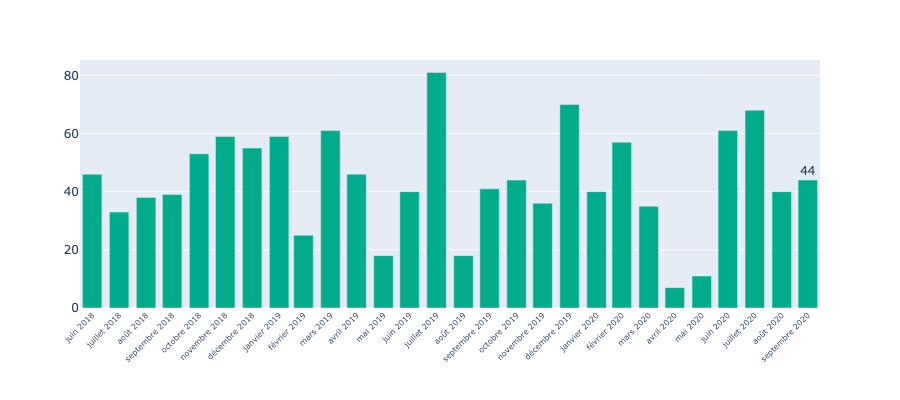 80
60
40
20
0
44
juin 2018
juillet 2018
août 2018
septembre 2018
octobre 2018
novembre 2018
décembre 2018
janvier 2019
février 2019
mars 2019
avril 2019
mai 2019
juin 2019
juillet 2019
août 2019
septembre 2019
octobre 2019
novembre 2019
décembre 2019
janvier 2020
février 2020
mars 2020
avril 2020
mai 2020
juin 2020
juillet 2020
août 2020
septembre 2020